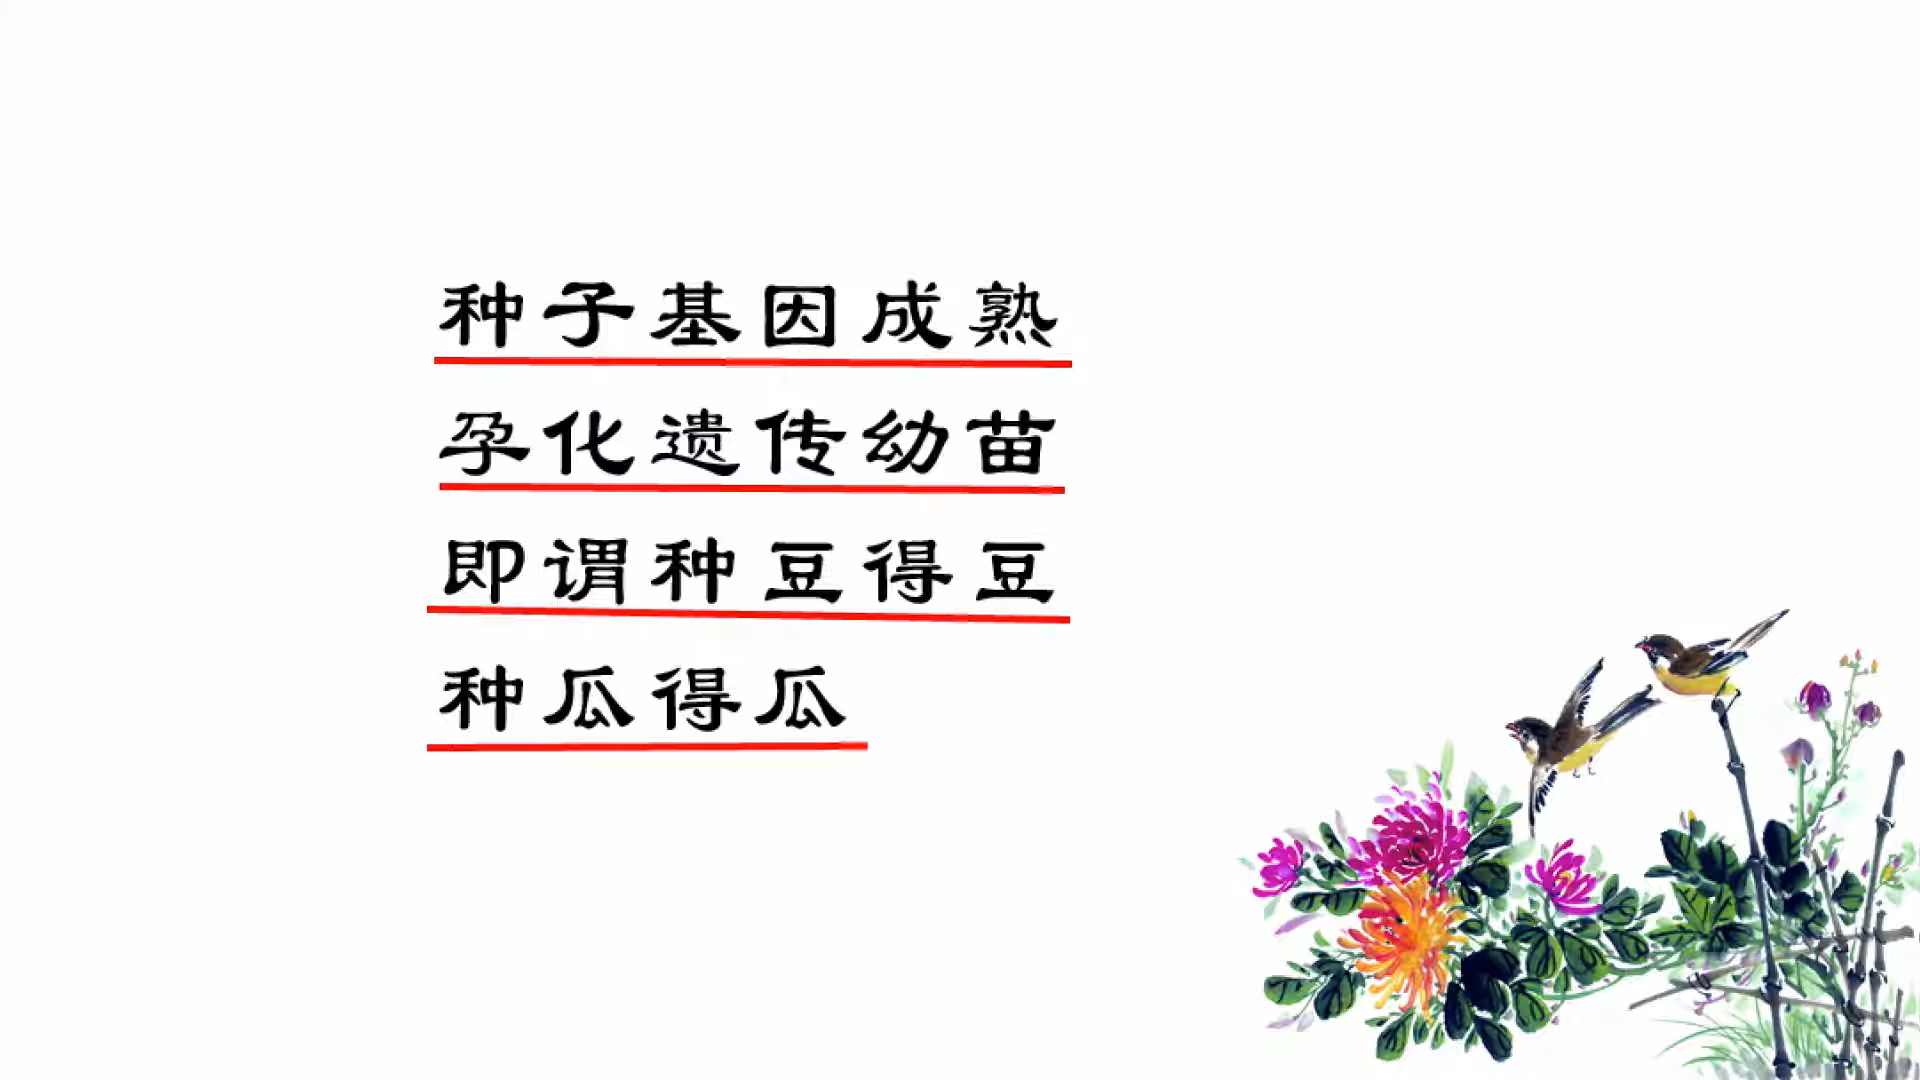 种子基因成熟
孕化遗传幼苗
即谓种豆得豆
种瓜得瓜